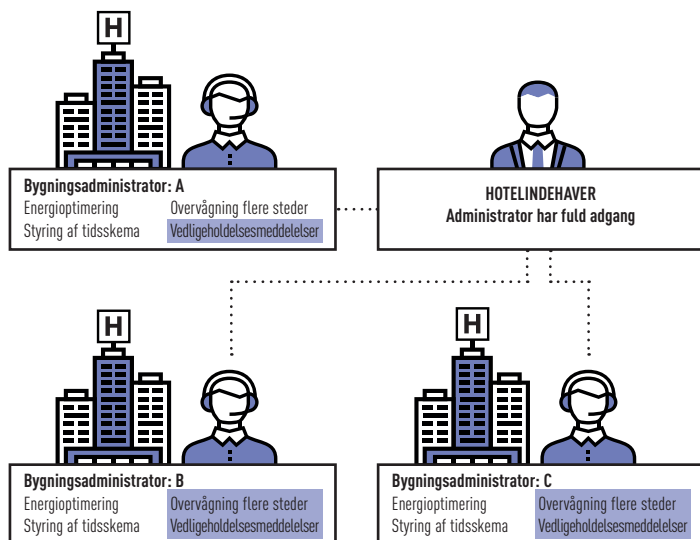 H
Bygningsadministrator: A
Energioptimering Overvågning flere steder
Styring af tidsskema Vedligeholdelsesmeddelelser
HOTELINDEHAVER
Administrator har fuld adgang
H
Bygningsadministrator: B
Energioptimering Overvågning flere steder
Styring af tidsskema Vedligeholdelsesmeddelelser
H
Bygningsadministrator: C
Energioptimering Overvågning flere steder
Styring af tidsskema Vedligeholdelsesmeddelelser